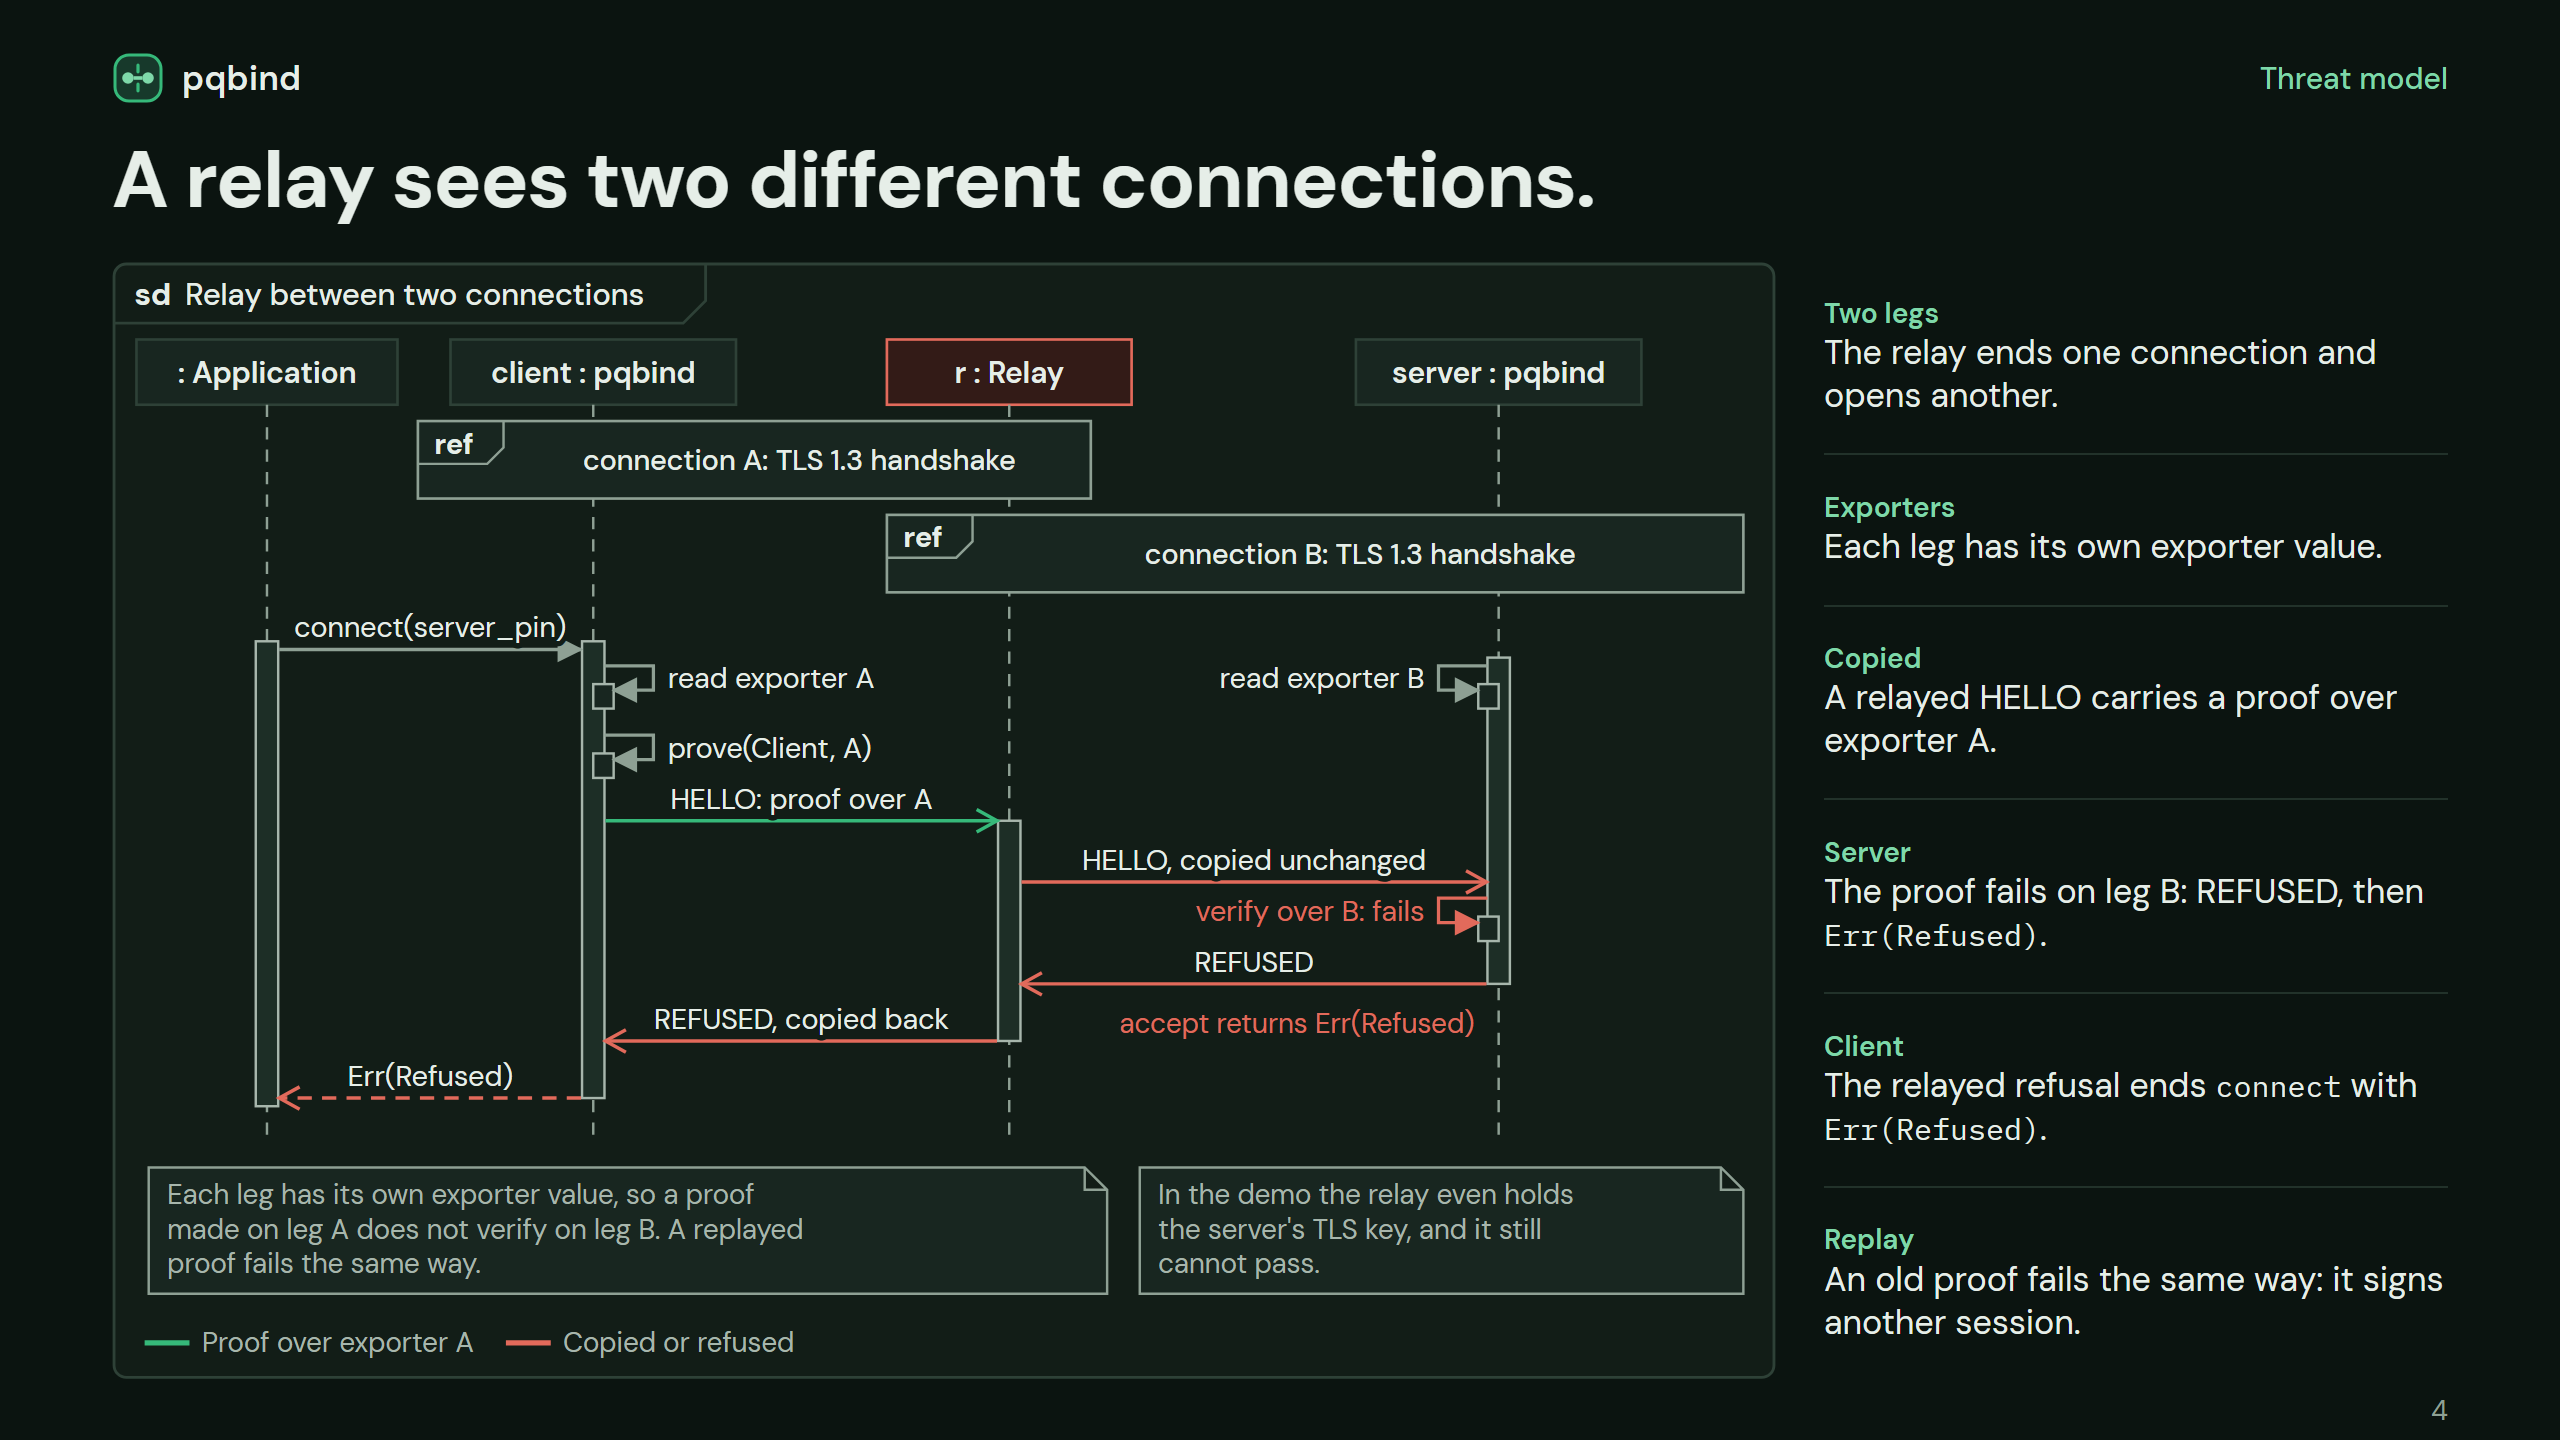 pqbind
Threat model
A relay sees two different connections.
sd Relay between two connections
: Application
client : pqbind
r : Relay
server : pqbind
ref
connection A: TLS 1.3 handshake
ref
connection B: TLS 1.3 handshake
connect(server_pin)
read exporter A
read exporter B
prove(Client, A)
HELLO: proof over A
HELLO, copied unchanged
verify over B: fails
REFUSED
REFUSED, copied back
accept returns Err(Refused)
Err(Refused)
Each leg has its own exporter value, so a proof
made on leg A does not verify on leg B. A replayed
proof fails the same way.
In the demo the relay even holds
the server's TLS key, and it still
cannot pass.
Proof over exporter A
Copied or refused
Two legs
The relay ends one connection and
opens another.
Exporters
Each leg has its own exporter value.
Copied
A relayed HELLO carries a proof over
exporter A.
Server
The proof fails on leg B: REFUSED, then
Err(Refused).
Client
The relayed refusal ends connect with
Err(Refused).
Replay
An old proof fails the same way: it signs
another session.
4